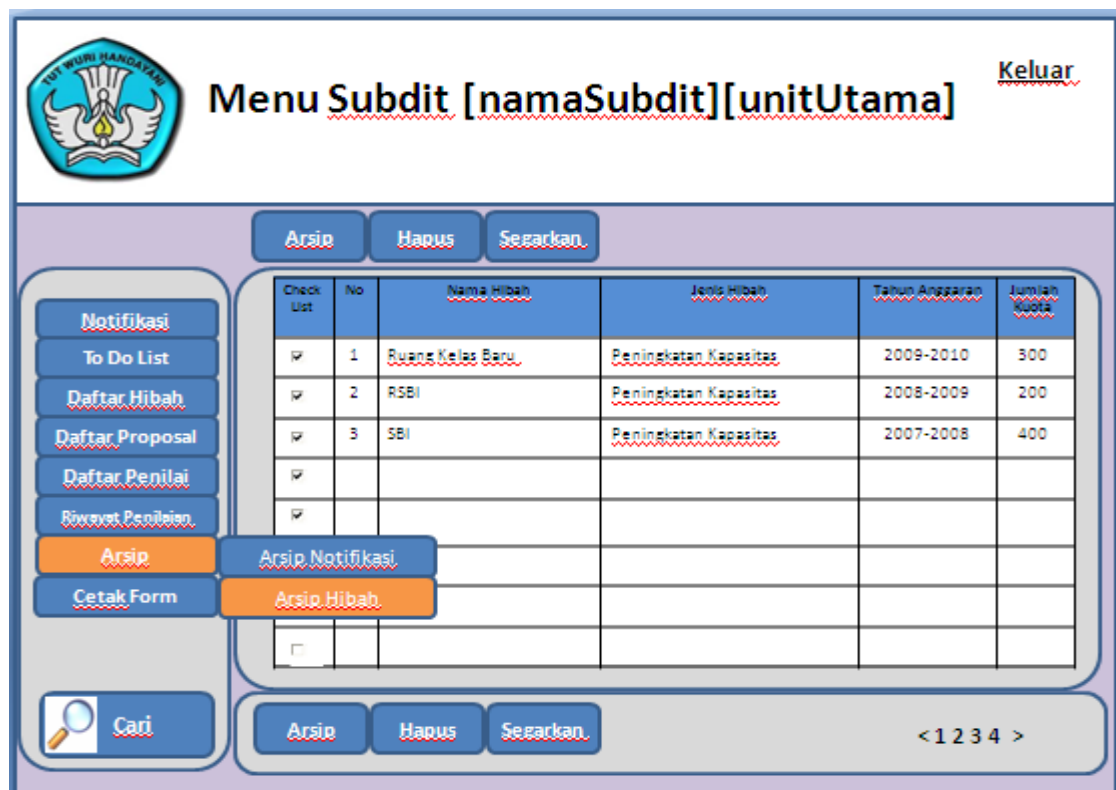 TUT WURI HANDAYANI
Keluar
Menu Subdit [namaSubdit][unitUtama]
Arsip Hapus Segarkan
Notifikasi
To Do List
Daftar Hibah
Daftar Proposal
Daftar Penilai
Riwayat Penilaian
Arsip
Cetak Form
Arsip Notifikasi
Arsip Hibah
Check List No Nama Hibah Jenis Hibah Tahun Anggaran Jumlah Kuota
1 Ruang Kelas Baru Peningkatan Kapasitas 2009-2010 300
2 RSBI Peningkatan Kapasitas 2008-2009 200
3 SBI Peningkatan Kapasitas 2007-2008 400
Cari
Arsip Hapus Segarkan
< 1 2 3 4 >